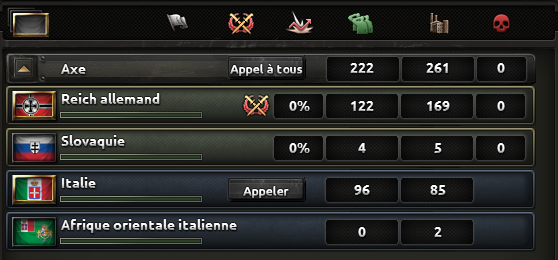 Axe Appel à tous 222 261 0
Reich allemand 0% 122 169 0
Slovaquie 0% 4 5 0
Italie Appeler 96 85
Afrique orientale italienne 0 2